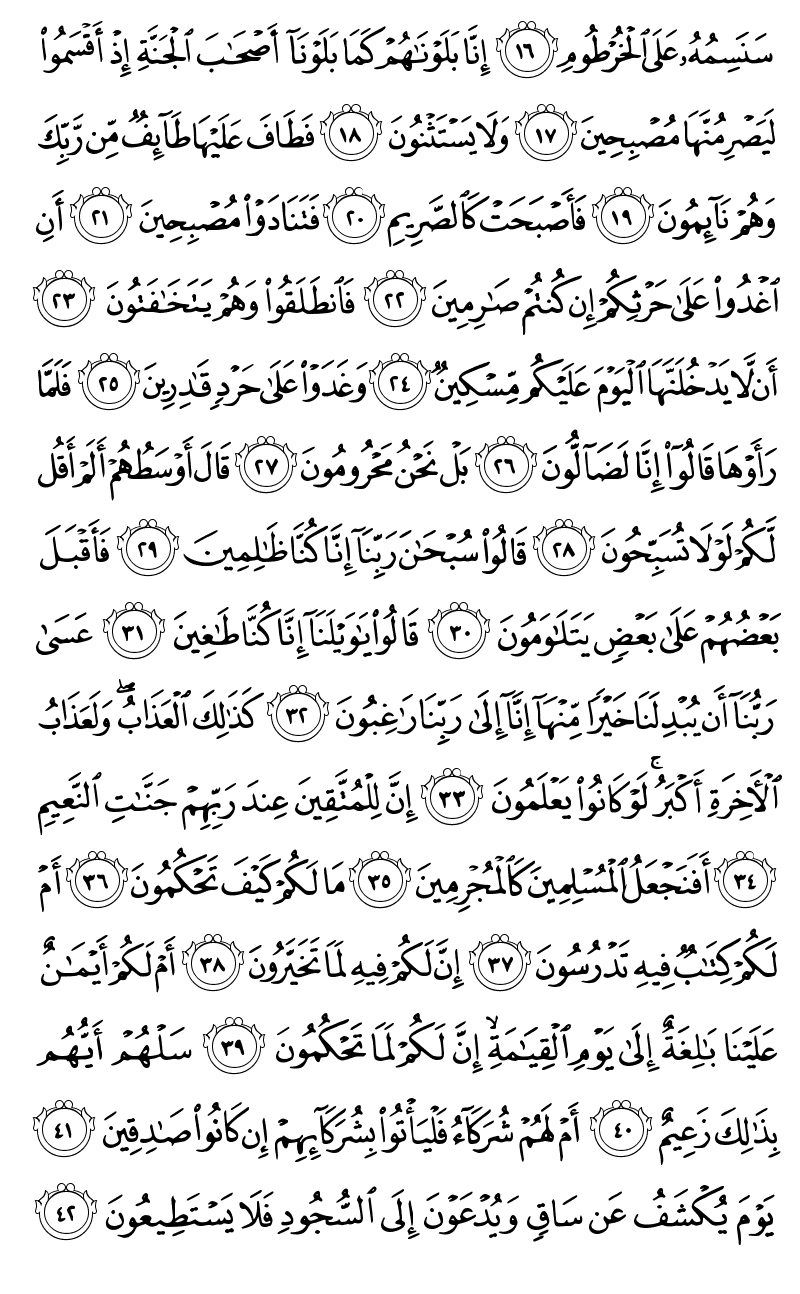 سَنَسِمُهُۥ عَلَى ٱلْخُرْطُومِ ١٦ إِنَّا بَلَوْنَـٰهُمْ كَمَا بَلَوْنَآ أَصْحَـٰبَ ٱلْجَنَّةِ إِذْ أَقْسَمُوا۟
لَيَصْرِمُنَّهَا مُصْبِحِينَ ١٧ وَلَا يَسْتَثْنُونَ ١٨ فَطَافَ عَلَيْهَا طَآئِفٌ مِّن رَّبِّكَ
وَهُمْ نَآئِمُونَ ١٩ فَأَصْبَحَتْ كَٱلصَّرِيمِ ٢٠ فَتَنَادَوْا۟ مُصْبِحِينَ ٢١ أَنِ
ٱغْدُوا۟ عَلَىٰ حَرْثِكُمْ إِن كُنتُمْ صَـٰرِمِينَ ٢٢ فَٱنطَلَقُوا۟ وَهُمْ يَتَخَـٰفَتُونَ ٢٣
أَن لَّا يَدْخُلَنَّهَا ٱلْيَوْمَ عَلَيْكُم مِّسْكِينٌ ٢٤ وَغَدَوْا۟ عَلَىٰ حَرْدٍ قَـٰدِرِينَ ٢٥ فَلَمَّا
رَأَوْهَا قَالُوٓا۟ إِنَّا لَضَآلُّونَ ٢٦ بَلْ نَحْنُ مَحْرُومُونَ ٢٧ قَالَ أَوْسَطُهُمْ أَلَمْ أَقُل
لَّكُمْ لَوْلَا تُسَبِّحُونَ ٢٨ قَالُوا۟ سُبْحَـٰنَ رَبِّنَآ إِنَّا كُنَّا ظَـٰلِمِينَ ٢٩ فَأَقْبَلَ
بَعْضُهُمْ عَلَىٰ بَعْضٍ يَتَلَـٰوَمُونَ ٣٠ قَالُوا۟ يَـٰوَيْلَنَآ إِنَّا كُنَّا طَـٰغِينَ ٣١ عَسَىٰ
رَبُّنَآ أَن يُبْدِلَنَا خَيْرًا مِّنْهَآ إِنَّآ إِلَىٰ رَبِّنَا رَٰغِبُونَ ٣٢ كَذَٰلِكَ ٱلْعَذَابُ ۖ وَلَعَذَابُ
ٱلْـَٔاخِرَةِ أَكْبَرُ ۚ لَوْ كَانُوا۟ يَعْلَمُونَ ٣٣ إِنَّ لِلْمُتَّقِينَ عِندَ رَبِّهِمْ جَنَّـٰتِ ٱلنَّعِيمِ
٣٤ أَفَنَجْعَلُ ٱلْمُسْلِمِينَ كَٱلْمُجْرِمِينَ ٣٥ مَا لَكُمْ كَيْفَ تَحْكُمُونَ ٣٦ أَمْ
لَكُمْ كِتَـٰبٌ فِيهِ تَدْرُسُونَ ٣٧ إِنَّ لَكُمْ فِيهِ لَمَا تَخَيَّرُونَ ٣٨ أَمْ لَكُمْ أَيْمَـٰنٌ
عَلَيْنَا بَـٰلِغَةٌ إِلَىٰ يَوْمِ ٱلْقِيَـٰمَةِ ۙ إِنَّ لَكُمْ لَمَا تَحْكُمُونَ ٣٩ سَلْهُمْ أَيُّهُم
بِذَٰلِكَ زَعِيمٌ ٤٠ أَمْ لَهُمْ شُرَكَآءُ فَلْيَأْتُوا۟ بِشُرَكَآئِهِمْ إِن كَانُوا۟ صَـٰدِقِينَ ٤١
يَوْمَ يُكْشَفُ عَن سَاقٍ وَيُدْعَوْنَ إِلَى ٱلسُّجُودِ فَلَا يَسْتَطِيعُونَ ٤٢